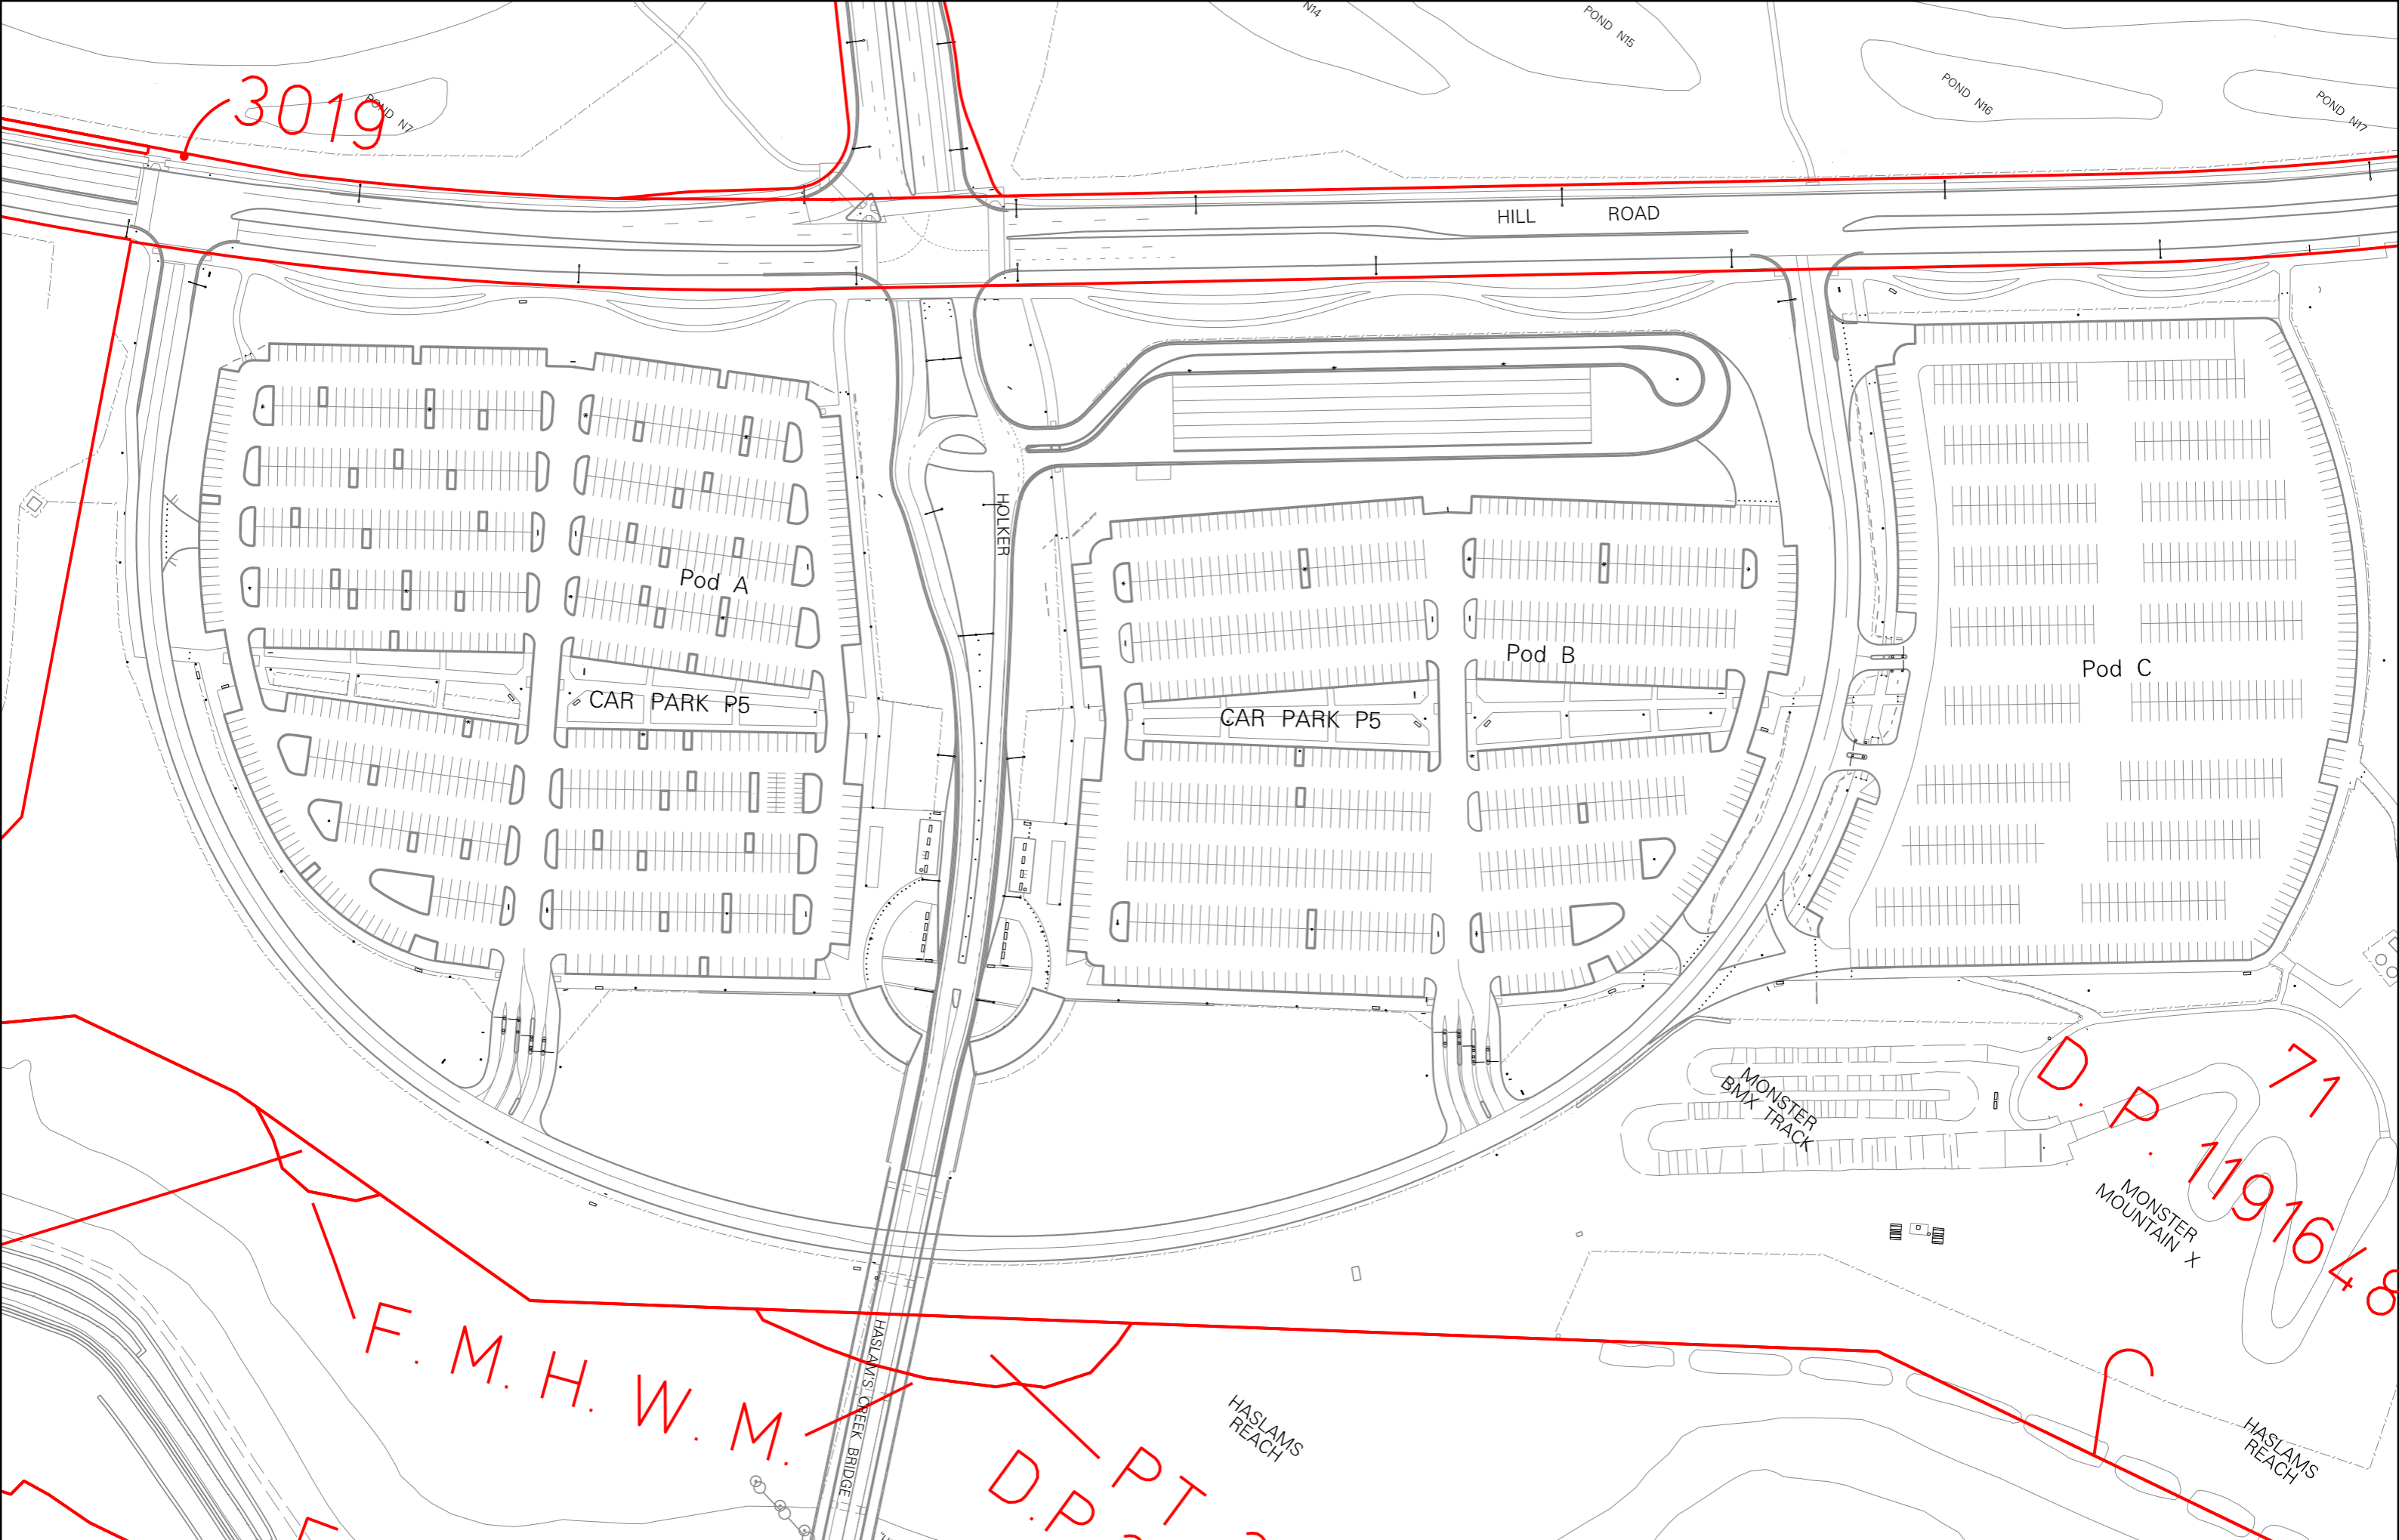 N14
POND N15
POND N16
POND N17
POND N7
3019
HILL ROAD
HOLKER
Pod A
CAR PARK P5
Pod B
CAR PARK P5
Pod C
MONSTER
BMX TRACK
71
D. P. 1191648
MONSTER
MOUNTAIN X
F. M. H. W. M.
HASLAM'S CREEK BRIDGE
HASLAMS
REACH
HASLAMS
REACH
PT
D.P